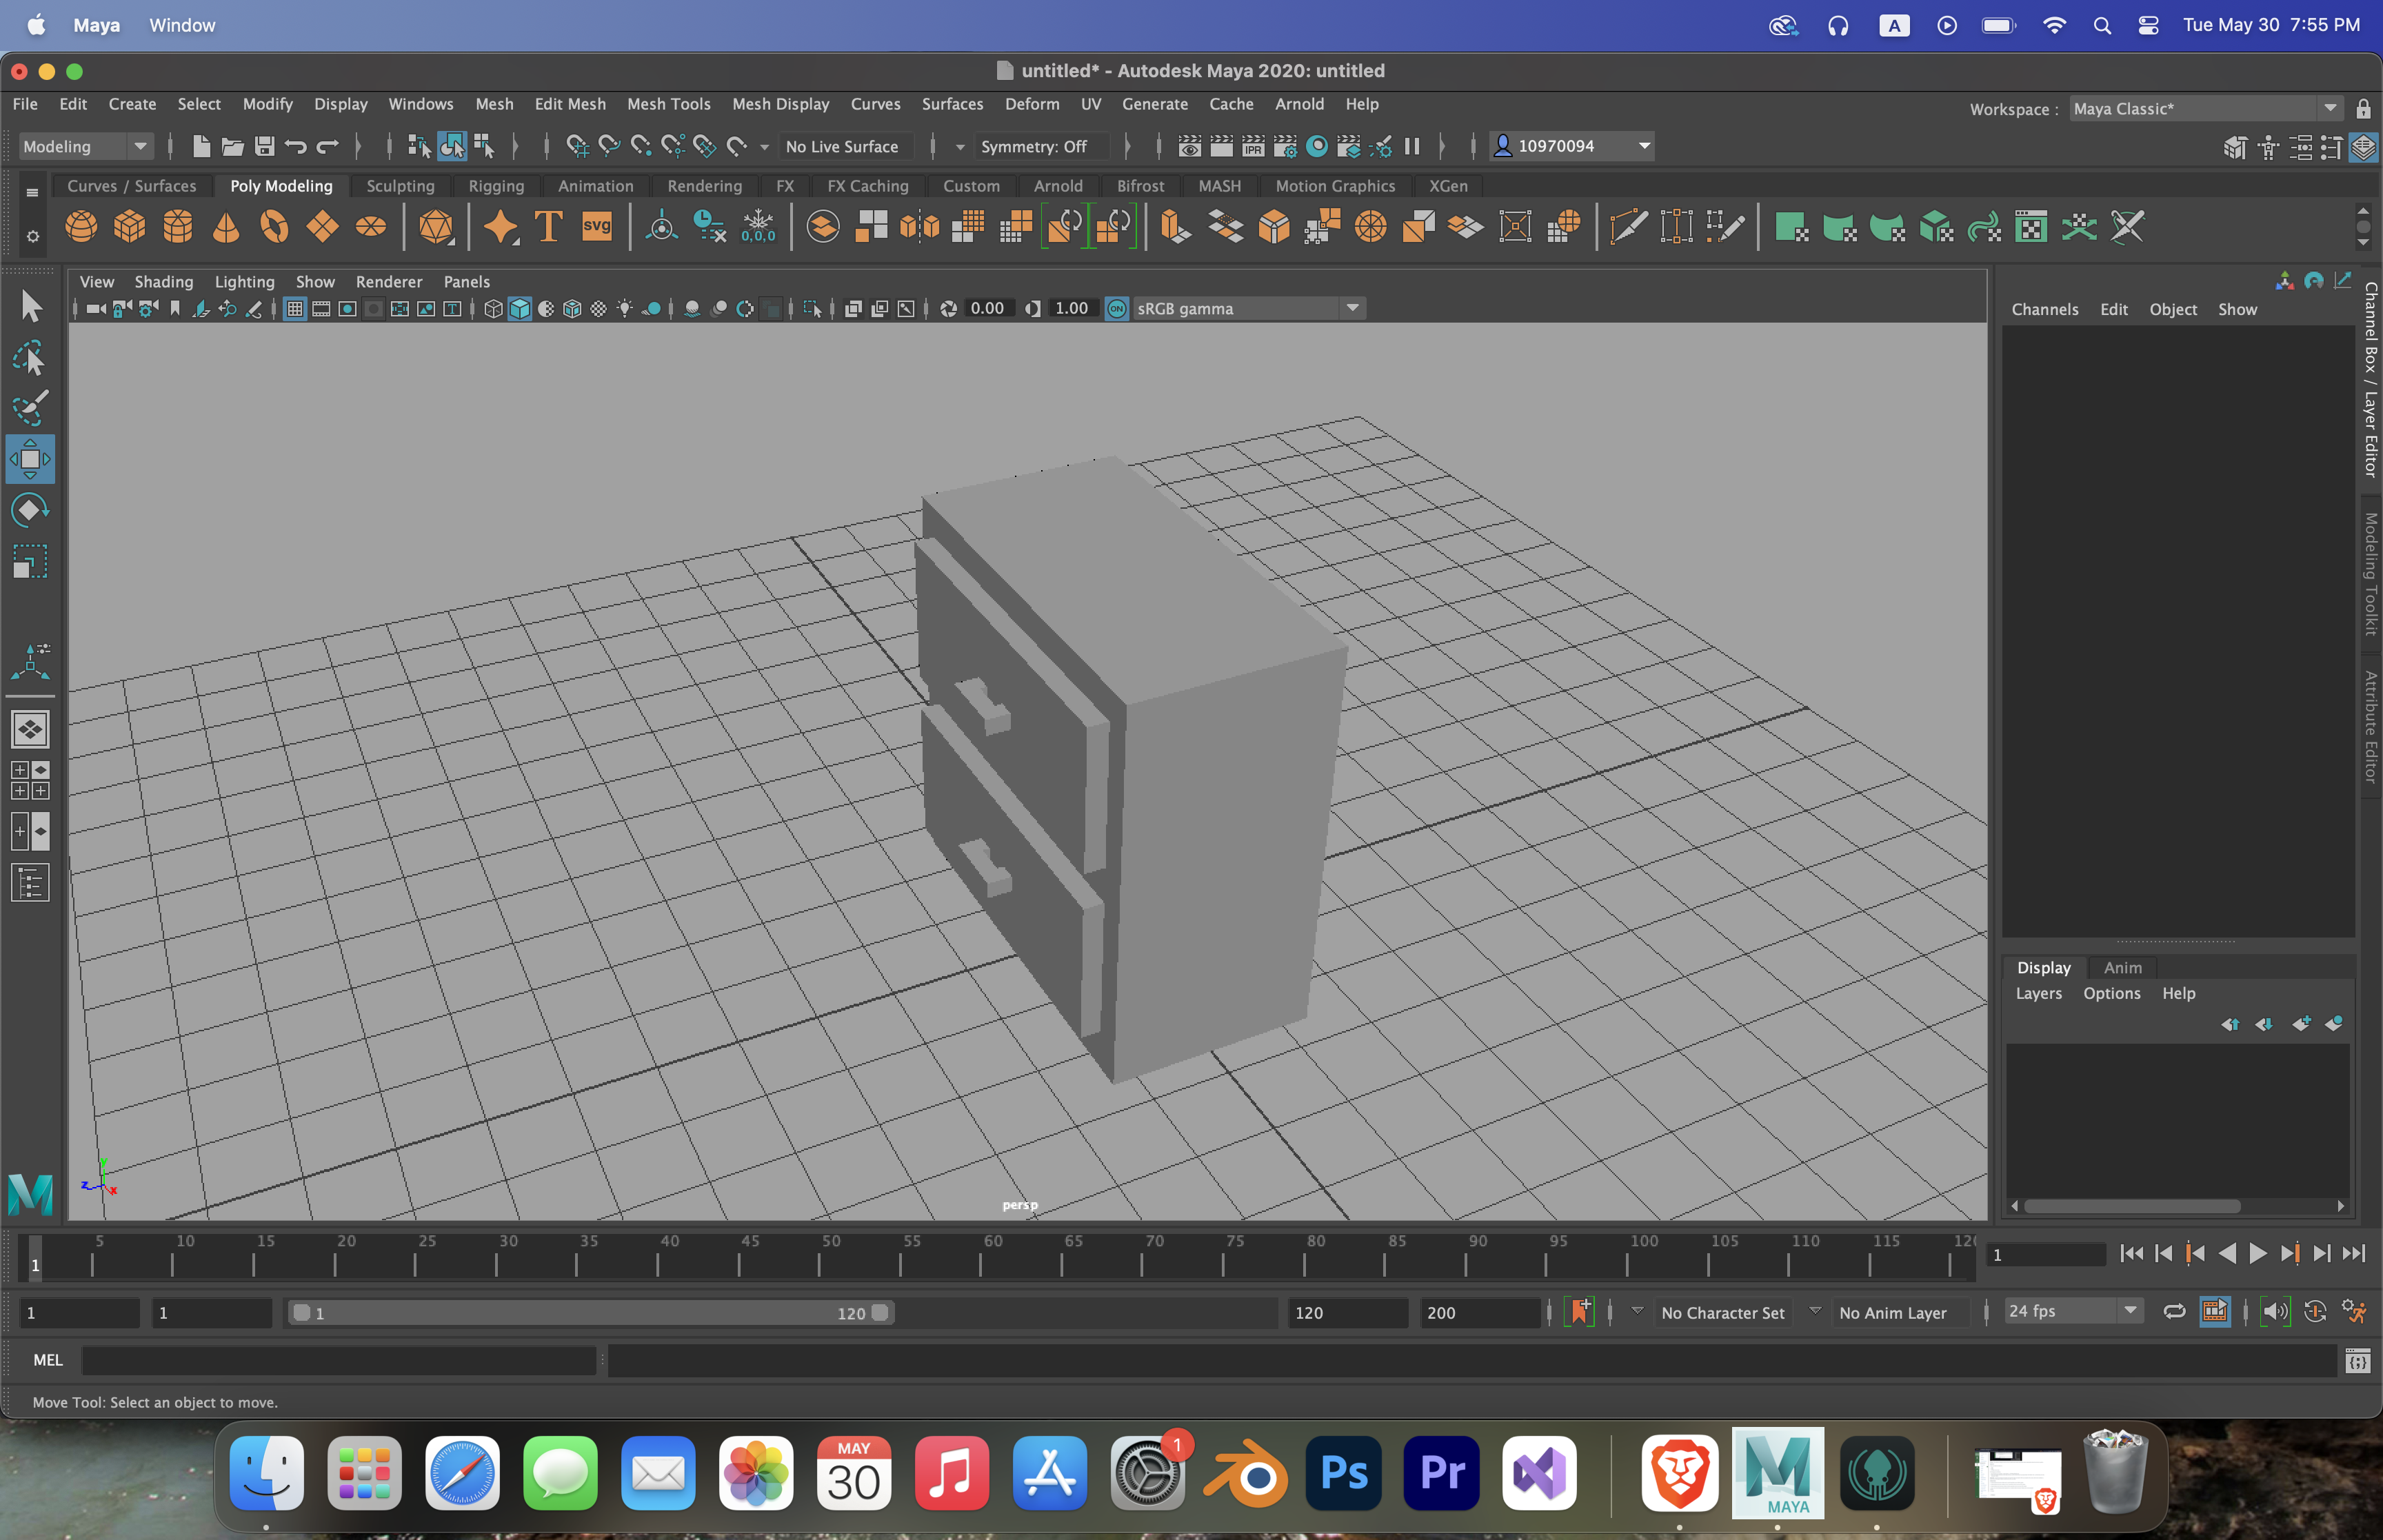 Maya Window A Tue May 30 7:55 PM
untitled* - Autodesk Maya 2020: untitled
File Edit Create Select Modify Display Windows Mesh Edit Mesh Mesh Tools Mesh Display Curves Surfaces Deform UV Generate Cache Arnold Help Workspace : Maya Classic*
Modeling No Live Surface Symmetry: Off IPR 10970094
Curves / Surfaces Poly Modeling Sculpting Rigging Animation Rendering FX FX Caching Custom Arnold Bifrost MASH Motion Graphics XGen
T svg 0,0,0
View Shading Lighting Show Renderer Panels
0.00 1.00 ON sRGB gamma
Channels Edit Object Show
Channel Box / Layer Editor
Modeling Toolkit
Attribute Editor
Display Anim
Layers Options Help
y
z x
persp
5 10 15 20 25 30 35 40 45 50 55 60 65 70 75 80 85 90 95 100 105 110 115 120
1 1
1 1 1 120 120 200 No Character Set No Anim Layer 24 fps
MEL
Move Tool: Select an object to move.
MAY
30
1
Ps
Pr
MAYA